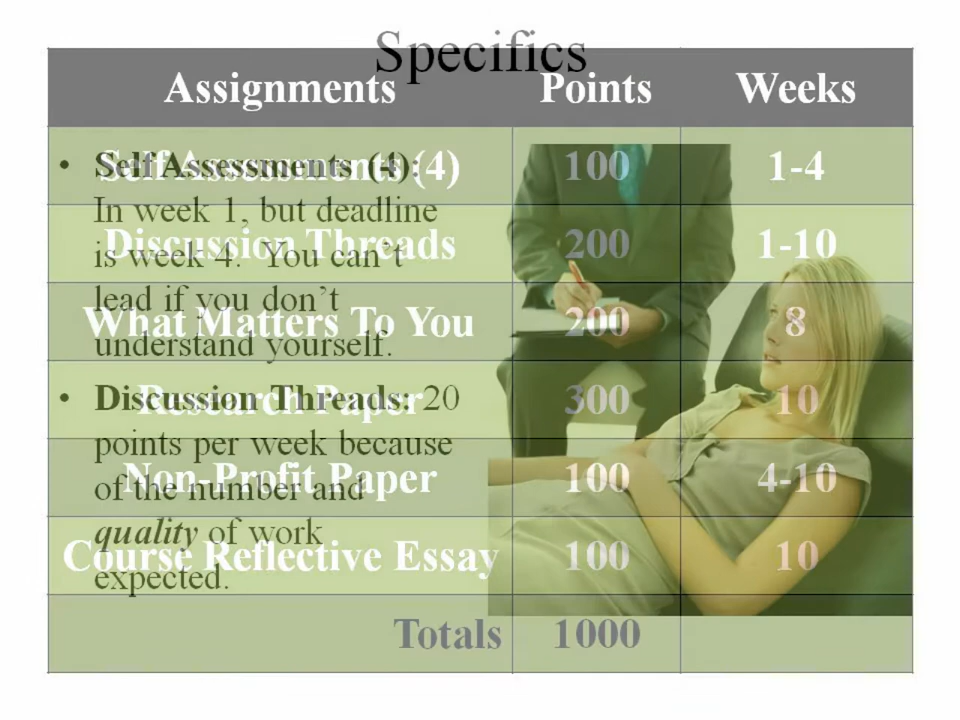 Specifics
Assignments Points Weeks
Self Assessments (4) 100 1-4
Discussion Threads 200 1-10
What Matters To You 200 8
Research Paper 300 10
Non-Profit Paper 100 4-10
Course Reflective Essay 100 10
Totals 1000
• Self Assessments (4):
In week 1, but deadline
is week 4. You can't
lead if you don't
understand yourself.
• Discussion Threads: 20
points per week because
of the number and
quality of work
expected.